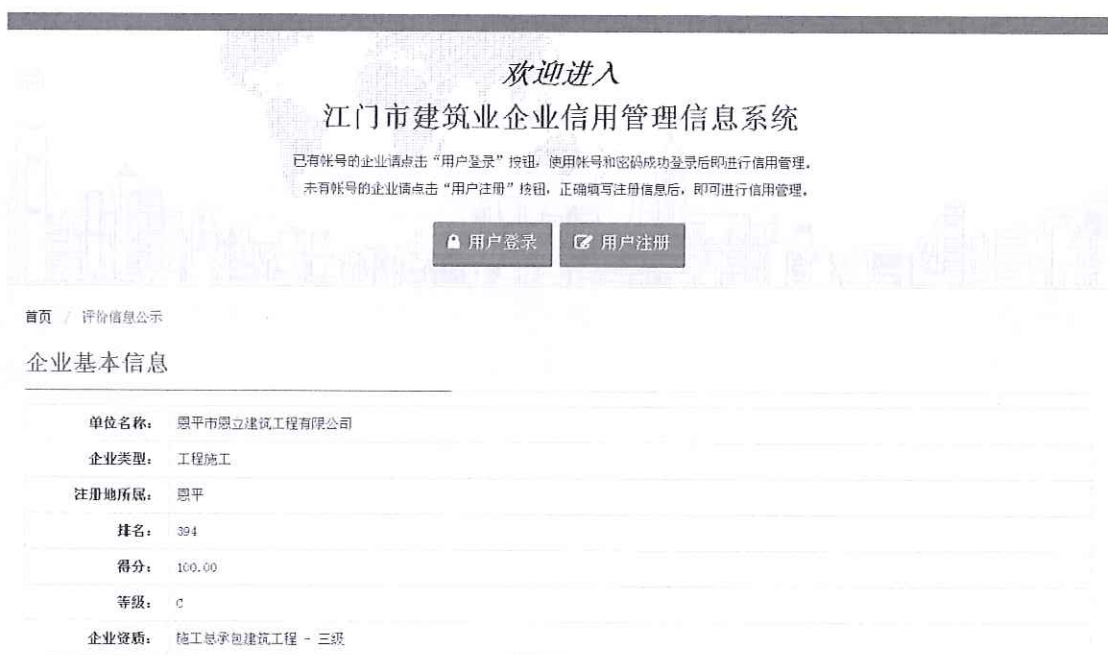 欢迎进入
江门市建筑业企业信用管理信息系统
已有帐号的企业请点击“用户登录”按钮，使用帐号和密码成功登录后即进行信用管理。
未有帐号的企业请点击“用户注册”按钮，正确填写注册信息后，即可进行信用管理。
用户登录 用户注册
首页 / 评价信息公示
企业基本信息
单位名称： 恩平市恩立建筑工程有限公司
企业类型： 工程施工
注册地所属： 恩平
排名： 394
得分： 100.00
等级： C
企业资质： 施工总承包建筑工程 - 三级